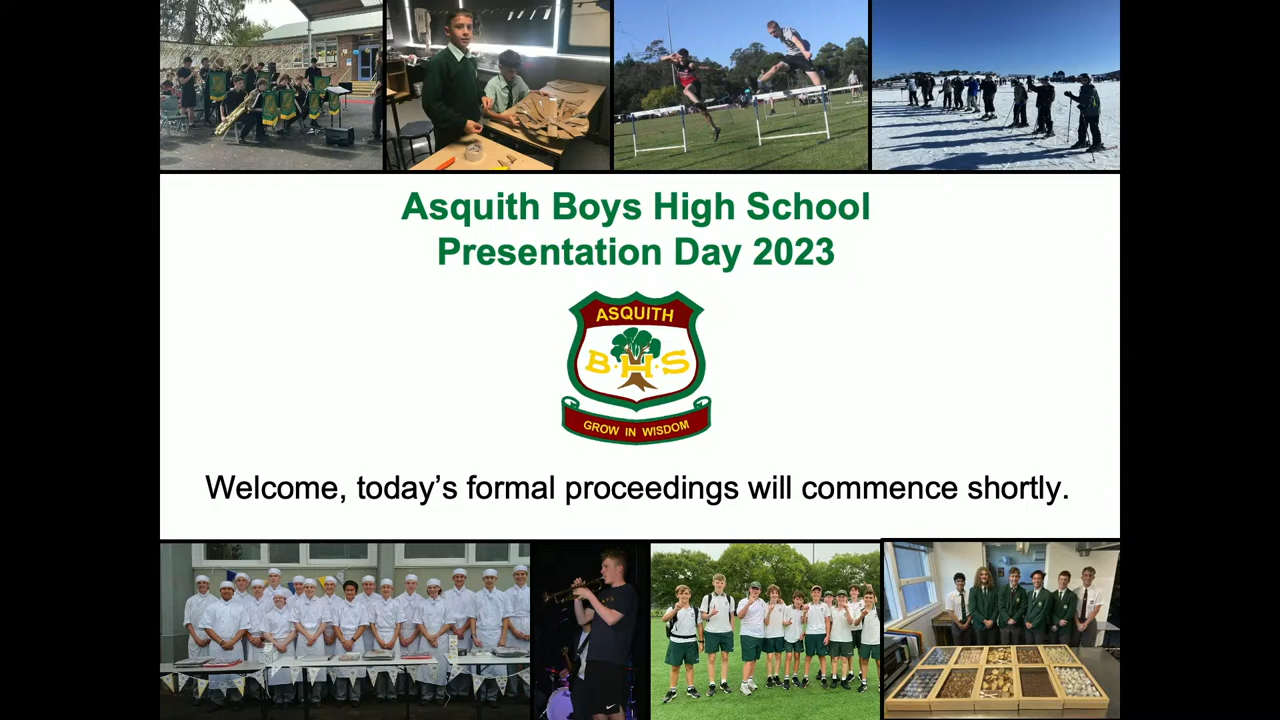 Asquith Boys High School
Presentation Day 2023
ASQUITH
B·H·S
GROW IN WISDOM
Welcome, today’s formal proceedings will commence shortly.